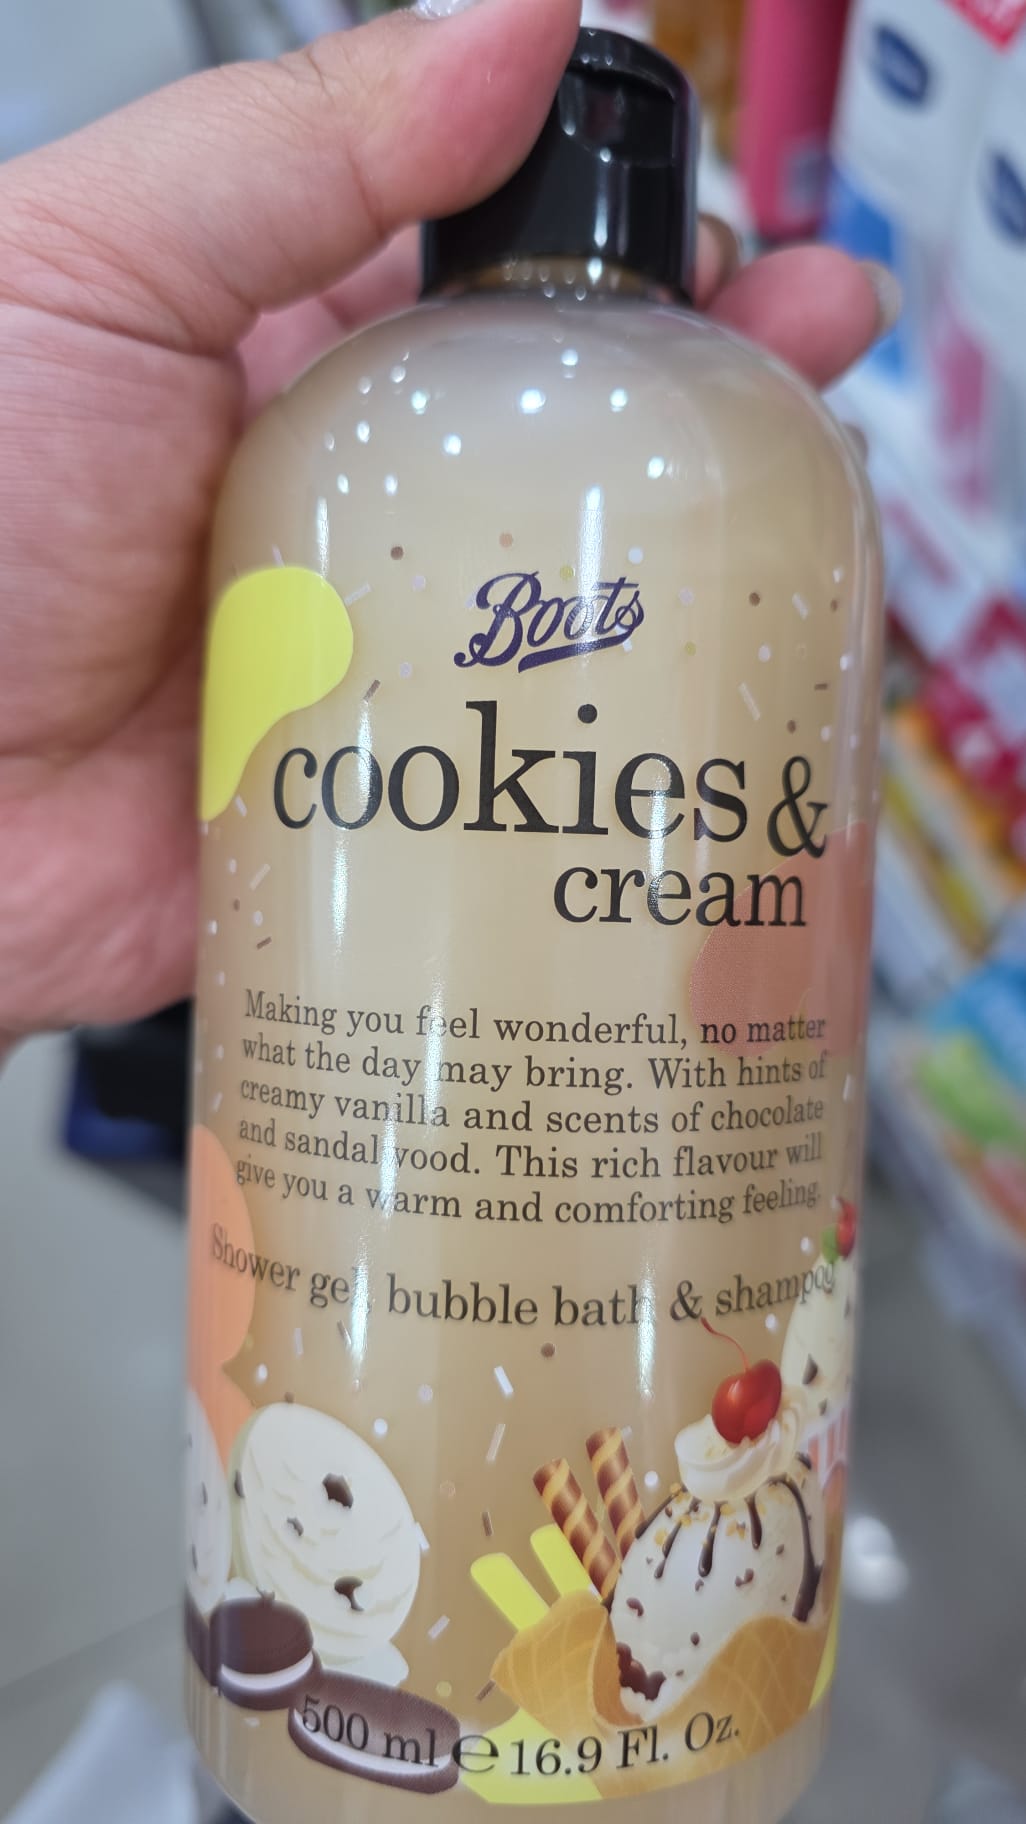 Boots
cookies &
cream
Making you feel wonderful, no matter
what the day may bring. With hints of
creamy vanilla and scents of chocolate
and sandalwood. This rich flavour will
give you a warm and comforting feeling.
Shower gel, bubble bath & shampoo
500 ml ℮ 16.9 Fl. Oz.